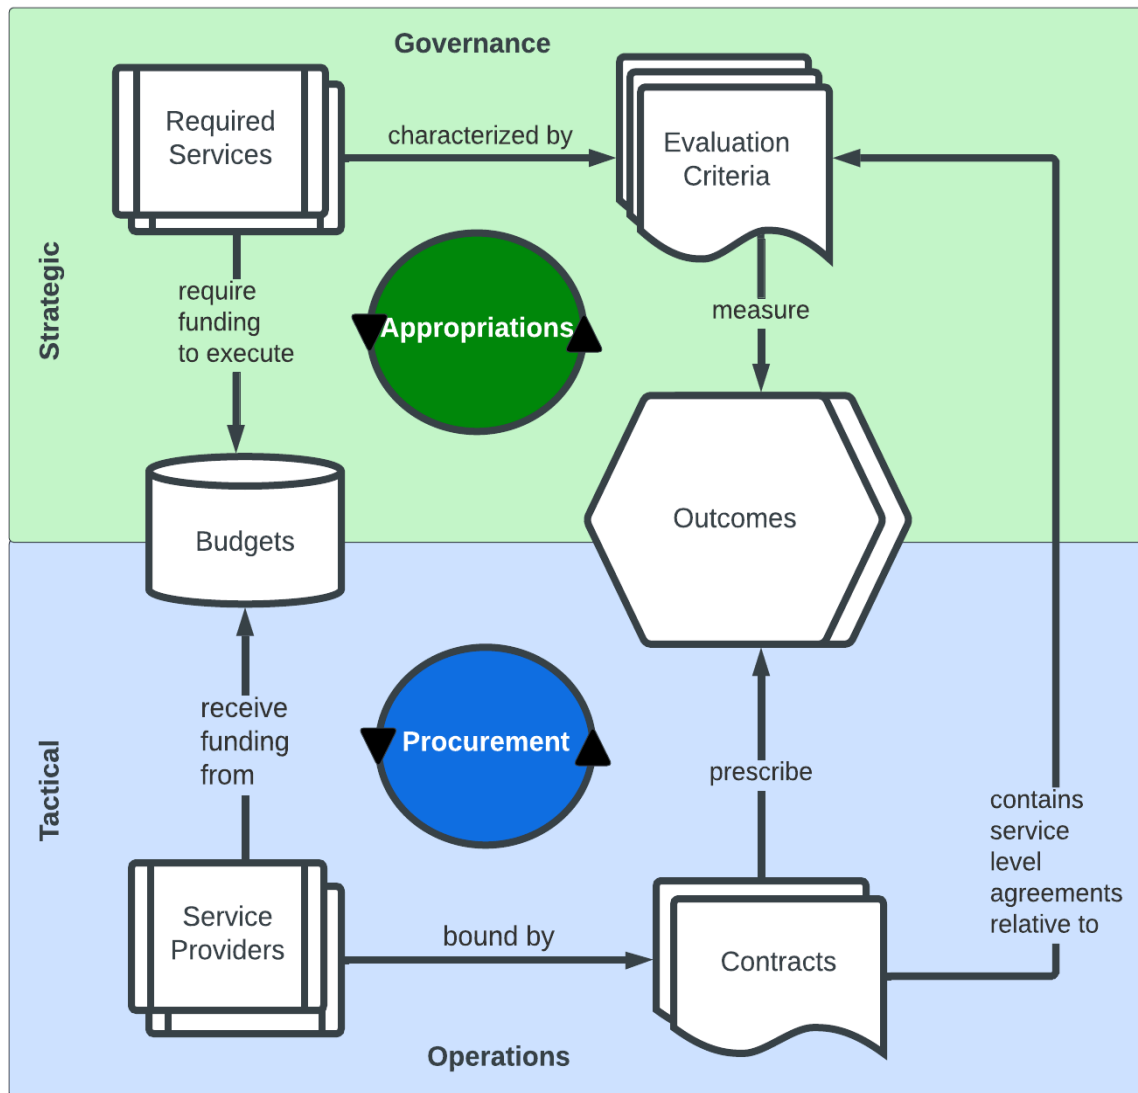 Governance
Required
Services
characterized by
Evaluation
Criteria
Strategic
require
funding
to execute
Appropriations
measure
Budgets
Outcomes
receive
funding
from
Procurement
prescribe
Tactical
contains
service
level
agreements
relative to
Service
Providers
bound by
Contracts
Operations